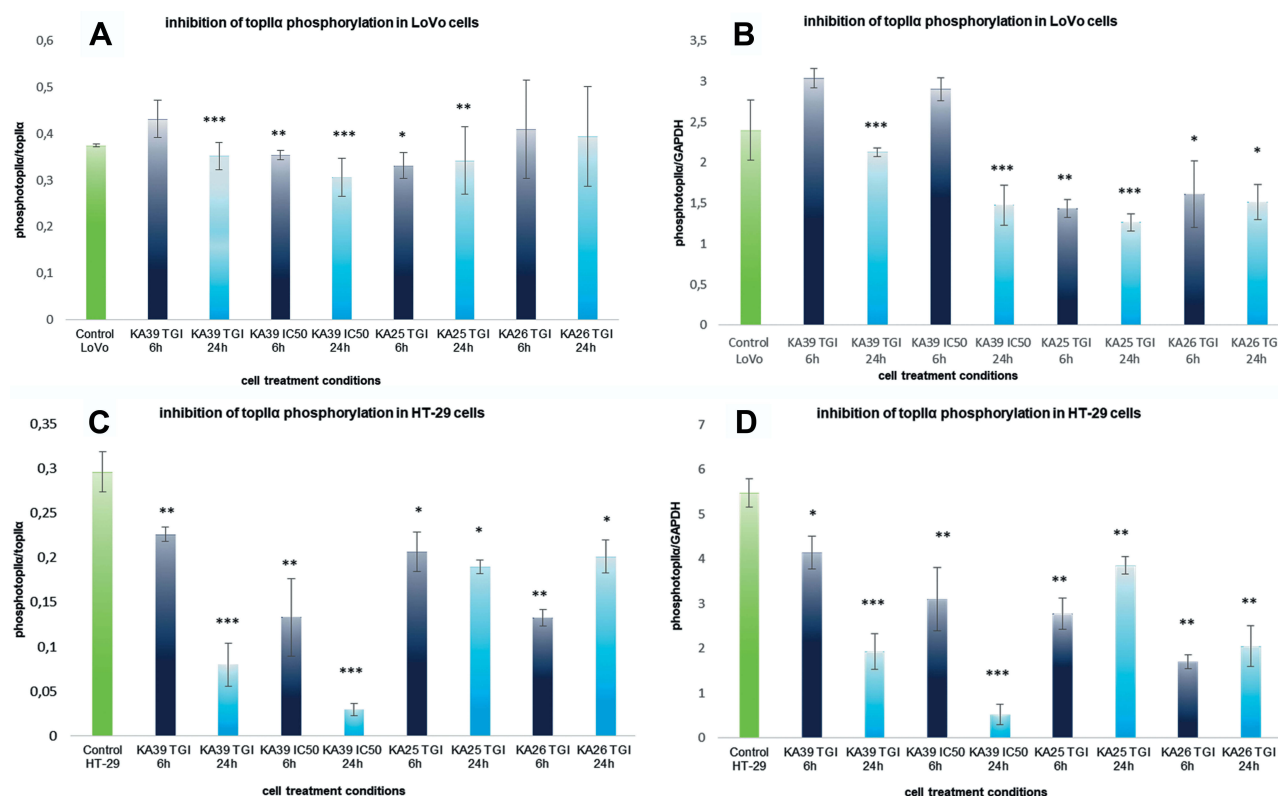 A
inhibition of topIIα phosphorylation in LoVo cells
phosphotopIIα/topIIα
0,6
0,5
0,4
0,3
0,2
0,1
0
***
**
***
*
**
Control KA39 TGI KA39 TGI KA39 IC50 KA39 IC50 KA25 TGI KA25 TGI KA26 TGI KA26 TGI
LoVo 6h 24h 6h 24h 6h 24h 6h 24h
cell treatment conditions
B
inhibition of topIIα phosphorylation in LoVo cells
phosphotopIIα/GAPDH
3,5
3
2,5
2
1,5
1
0,5
0
***
***
**
***
*
*
Control KA39 TGI KA39 TGI KA39 IC50 KA39 IC50 KA25 TGI KA25 TGI KA26 TGI KA26 TG
LoVo 6h 24h 6h 24h 6h 24h 6h 24h
cell treatment conditions
C
inhibition of topIIα phosphorylation in HT-29 cells
phosphotopIIα/topIIα
0,35
0,3
0,25
0,2
0,15
0,1
0,05
0
**
***
**
***
*
*
**
*
Control KA39 TGI KA39 TGI KA39 IC50 KA39 IC50 KA25 TGI KA25 TGI KA26 TGI KA26 TGI
HT-29 6h 24h 6h 24h 6h 24h 6h 24h
cell treatment conditions
D
inhibition of topIIα phosphorylation in HT-29 cells
phosphotopIIα/GAPDH
7
6
5
4
3
2
1
0
*
***
**
***
**
**
**
**
Control KA39 TGI KA39 TGI KA39 IC50 KA39 IC50 KA25 TGI KA25 TGI KA26 TGI KA26 TGI
HT-29 6h 24h 6h 24h 6h 24h 6h 24h
cell treatment conditions